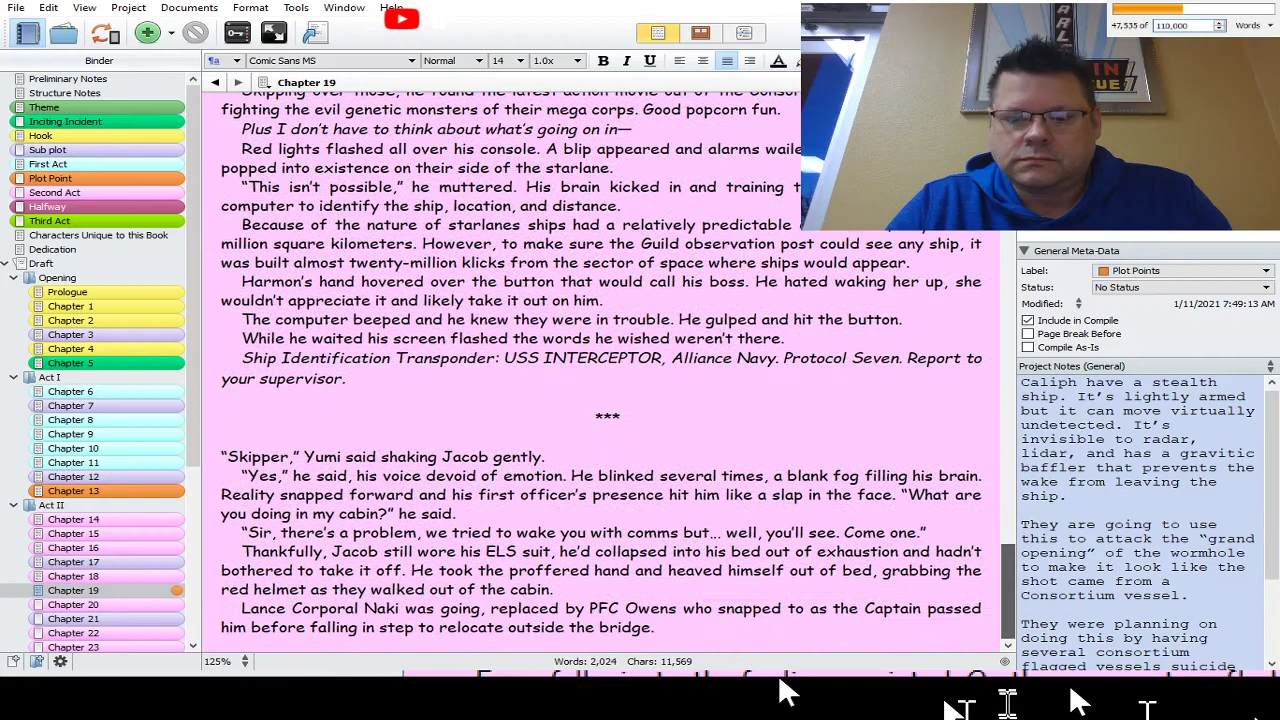 File Edit View Project Documents Format Tools Window Help
47,535 of 110,000 Words
Binder
Comic Sans MS Normal 14 1.0x B I U A
Chapter 19
Preliminary Notes
Structure Notes
Theme
Inciting Incident
Hook
Sub plot
First Act
Plot Point
Second Act
Halfway
Third Act
Characters Unique to this Book
Dedication
Draft
Opening
Prologue
Chapter 1
Chapter 2
Chapter 3
Chapter 4
Chapter 5
Act I
Chapter 6
Chapter 7
Chapter 8
Chapter 9
Chapter 10
Chapter 11
Chapter 12
Chapter 13
Act II
Chapter 14
Chapter 15
Chapter 16
Chapter 17
Chapter 18
Chapter 19
Chapter 20
Chapter 21
Chapter 22
Chapter 23
Skipping over those, he found the latest action movie out of the
fighting the evil genetic monsters of their mega corps. Good popcorn fun.
Plus I don't have to think about what's going on in—
Red lights flashed all over his console. A blip appeared and alarms
popped into existence on their side of the starlane.
"This isn't possible," he muttered. His brain kicked in and training
computer to identify the ship, location, and distance.
Because of the nature of starlanes ships had a relatively predictable
million square kilometers. However, to make sure the Guild observation post could see any ship, it
was built almost twenty-million klicks from the sector of space where ships would appear.
Harmon's hand hovered over the button that would call his boss. He hated waking her up, she
wouldn't appreciate it and likely take it out on him.
The computer beeped and he knew they were in trouble. He gulped and hit the button.
While he waited his screen flashed the words he wished weren't there.
Ship Identification Transponder: USS INTERCEPTOR, Alliance Navy. Protocol Seven. Report to
your supervisor.
***
"Skipper," Yumi said shaking Jacob gently.
"Yes," he said, his voice devoid of emotion. He blinked several times, a blank fog filling his brain.
Reality snapped forward and his first officer's presence hit him like a slap in the face. "What are
you doing in my cabin?" he said.
"Sir, there's a problem, we tried to wake you with comms but... well, you'll see. Come one."
Thankfully, Jacob still wore his ELS suit, he'd collapsed into his bed out of exhaustion and hadn't
bothered to take it off. He took the proffered hand and heaved himself out of bed, grabbing the
red helmet as they walked out of the cabin.
Lance Corporal Naki was going, replaced by PFC Owens who snapped to as the Captain passed
him before falling in step to relocate outside the bridge.
125% Words: 2,024 Chars: 11,569
General Meta-Data
Label: Plot Points
Status: No Status
Modified: 1/11/2021 7:49:13 AM
Include in Compile
Page Break Before
Compile As-Is
Project Notes (General)
Caliph have a stealth
ship. It's lightly armed
but it can move virtually
undetected. It's
invisible to radar,
lidar, and has a gravitic
baffler that prevents the
wake from leaving the
ship.
They are going to use
this to attack the "grand
opening" of the wormhole
to make it look like the
shot came from a
Consortium vessel.
They were planning on
doing this by having
several consortium
flagged vessels suicide